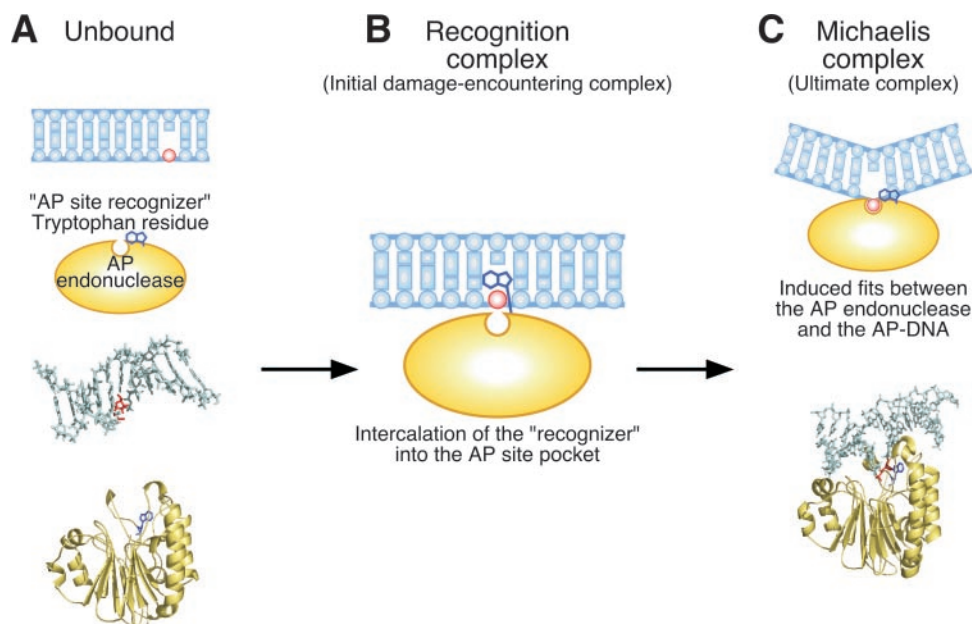 A Unbound
"AP site recognizer"
Tryptophan residue
AP
endonuclease
B Recognition
complex
(Initial damage-encountering complex)
Intercalation of the "recognizer"
into the AP site pocket
C Michaelis
complex
(Ultimate complex)
Induced fits between
the AP endonuclease
and the AP-DNA